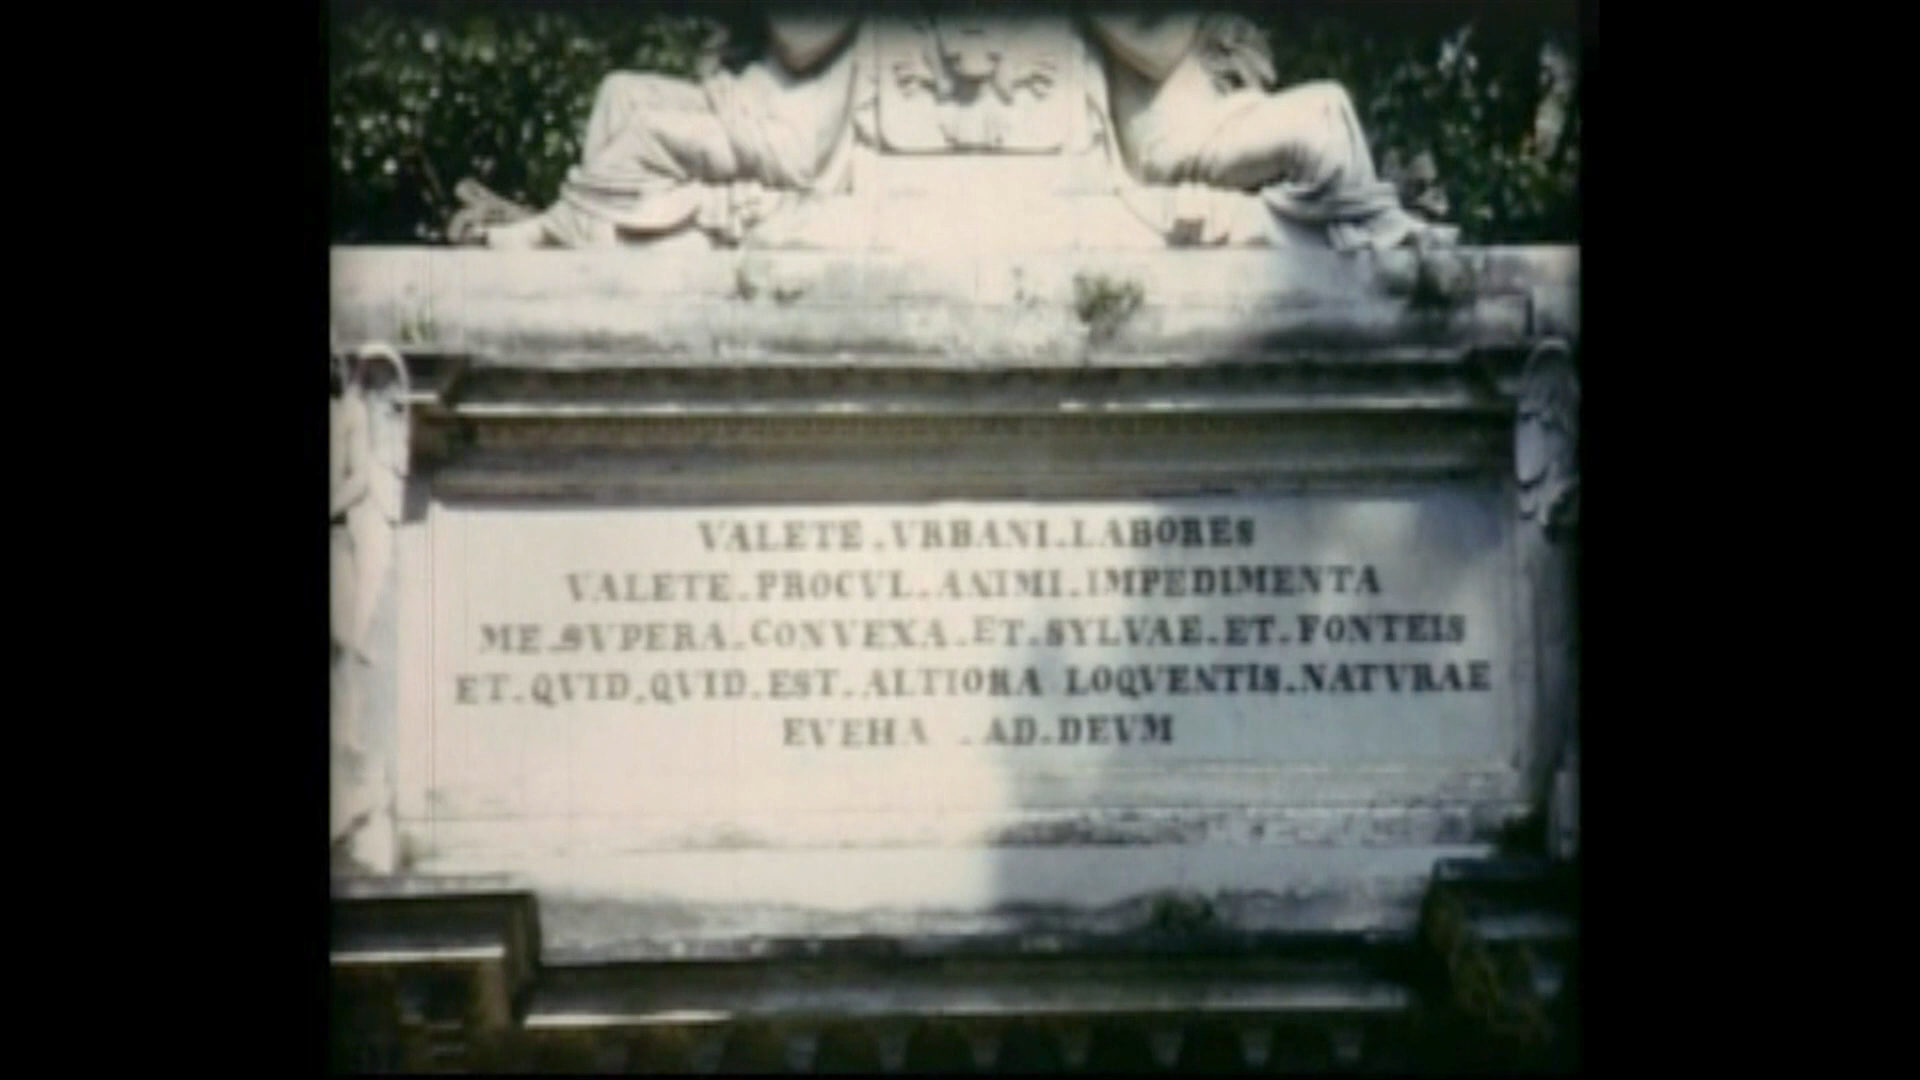 VALETE.VRBANI.LABORES
VALETE.PROCVL.ANIMI.IMPEDIMENTA
ME.SVPERA.CONVEXA.ET.SYLVAE.ET.FONTEIS
ET.QVID.QVID.EST.ALTIORA LOQVENTIS.NATVRAE
EVEHA .AD.DEVM